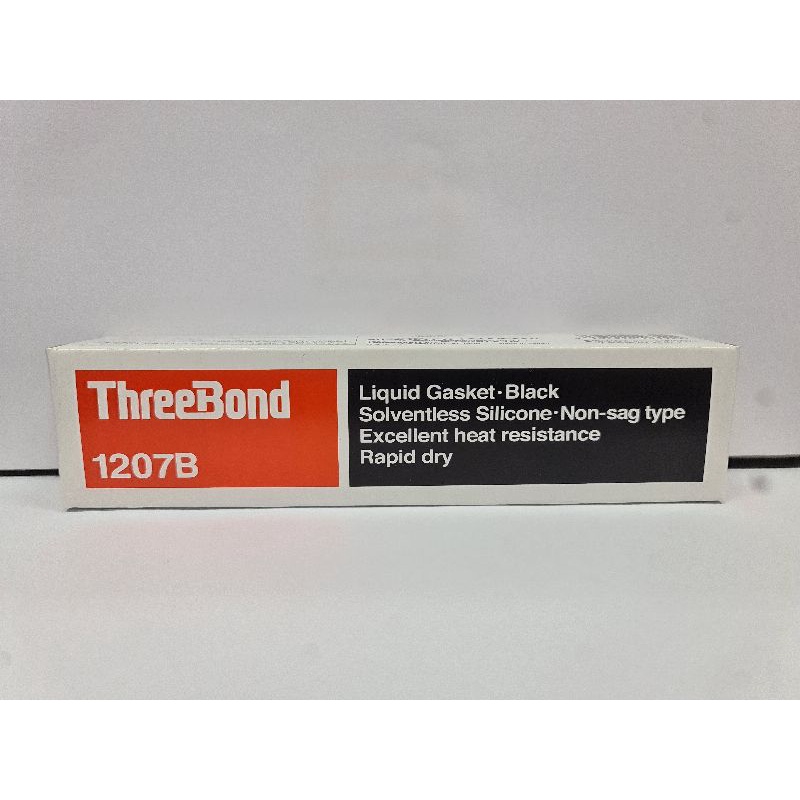 ThreeBond
1207B
Liquid Gasket·Black
Solventless Silicone·Non-sag type
Excellent heat resistance
Rapid dry